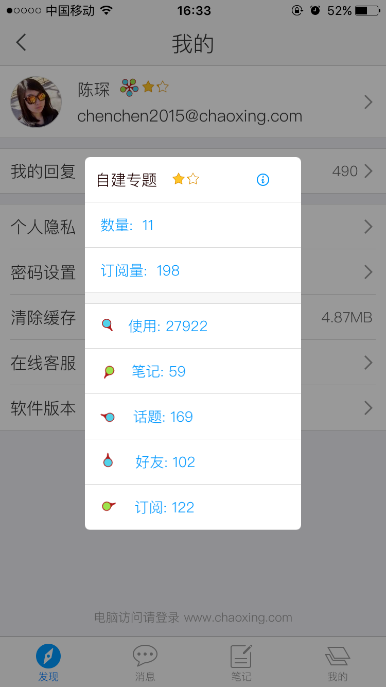 中国移动 16:33 52%
我的
陈琛
chenchen2015@chaoxing.com
自建专题
数量: 11
我的回复 490
订阅量: 198
个人隐私
使用: 27922
密码设置
笔记: 59
清除缓存 4.87MB
话题: 169
在线客服
好友: 102
软件版本
订阅: 122
电脑访问请登录 www.chaoxing.com
发现 消息 笔记 我的